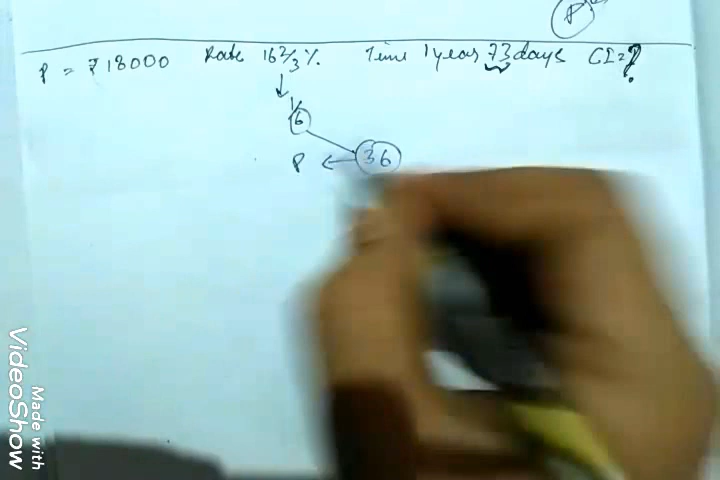 P
P = ₹18000 Rate 16 2/3 % Time 1 year 73 days CI = ?
1/6
P ← 36
Made with
VideoShow